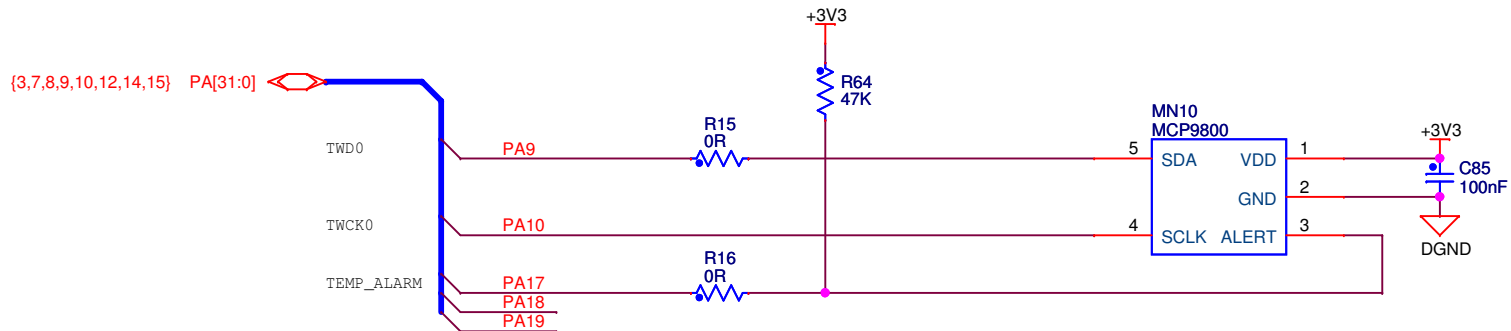 +3V3
{3,7,8,9,10,12,14,15} PA[31:0]
R64
47K
MN10
MCP9800
R15
0R
+3V3
TWD0
PA9
5 SDA VDD 1
C85
100nF
GND 2
TWCK0
PA10
4 SCLK ALERT 3
DGND
R16
0R
TEMP_ALARM
PA17
PA18
PA19